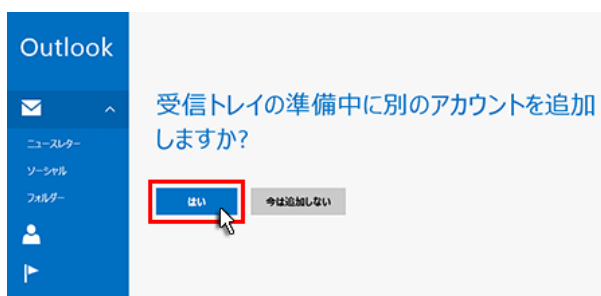 Outlook
受信トレイの準備中に別のアカウントを追加
しますか?
ニュースレター
ソーシャル
フォルダー
はい
今は追加しない